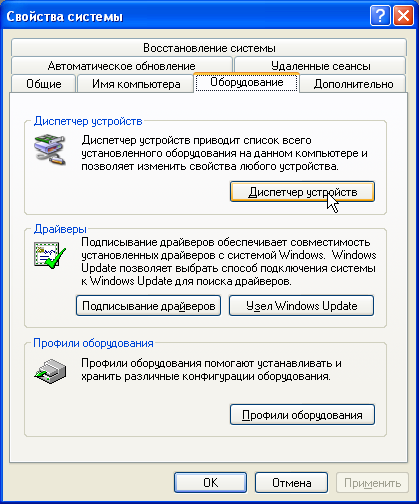 Свойства системы
Восстановление системы
Автоматическое обновление
Удаленные сеансы
Общие
Имя компьютера
Оборудование
Дополнительно
Диспетчер устройств
Диспетчер устройств приводит список всего
установленного оборудования на данном компьютере и
позволяет изменить свойства любого устройства.
Диспетчер устройств
Драйверы
Подписывание драйверов обеспечивает совместимость
установленных драйверов с системой Windows. Windows
Update позволяет выбрать способ подключения системы
к Windows Update для поиска драйверов.
Подписывание драйверов
Узел Windows Update
Профили оборудования
Профили оборудования помогают устанавливать и
хранить различные конфигурации оборудования.
Профили оборудования
OK
Отмена
Применить